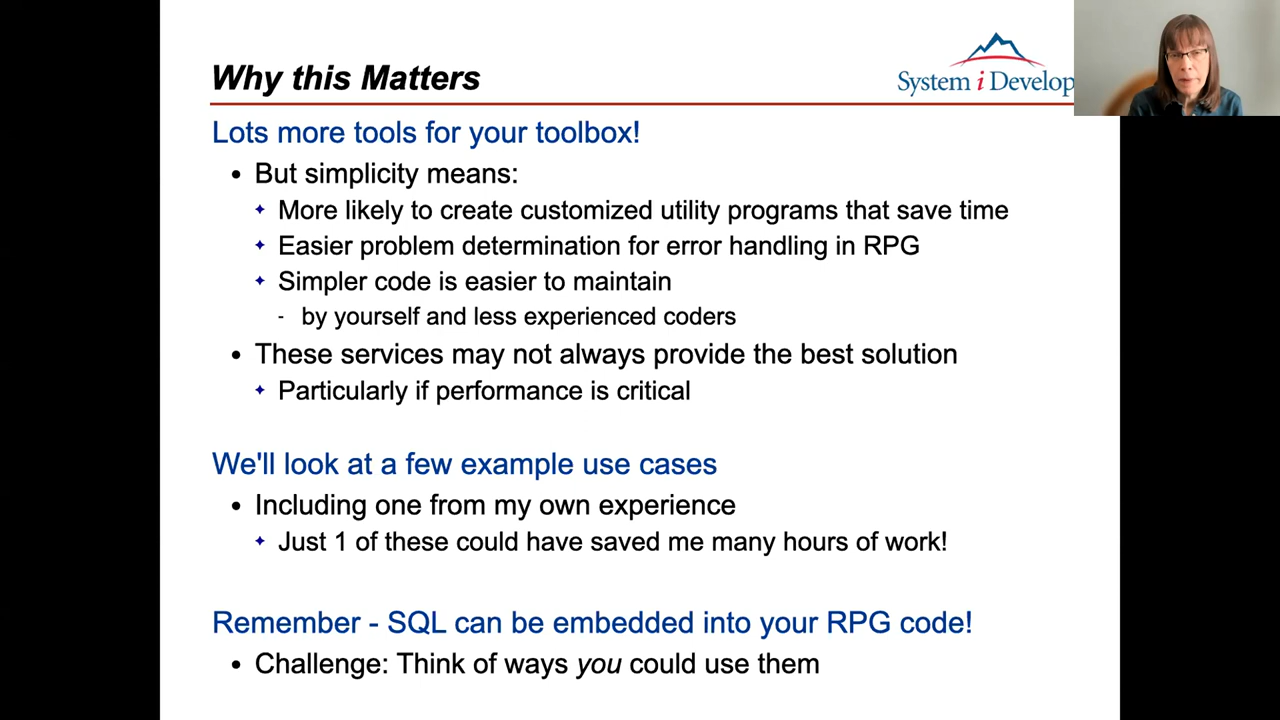 Why this Matters
System i Develop
Lots more tools for your toolbox!
• But simplicity means:
✦ More likely to create customized utility programs that save time
✦ Easier problem determination for error handling in RPG
✦ Simpler code is easier to maintain
- by yourself and less experienced coders
• These services may not always provide the best solution
✦ Particularly if performance is critical
We'll look at a few example use cases
• Including one from my own experience
✦ Just 1 of these could have saved me many hours of work!
Remember - SQL can be embedded into your RPG code!
• Challenge: Think of ways you could use them